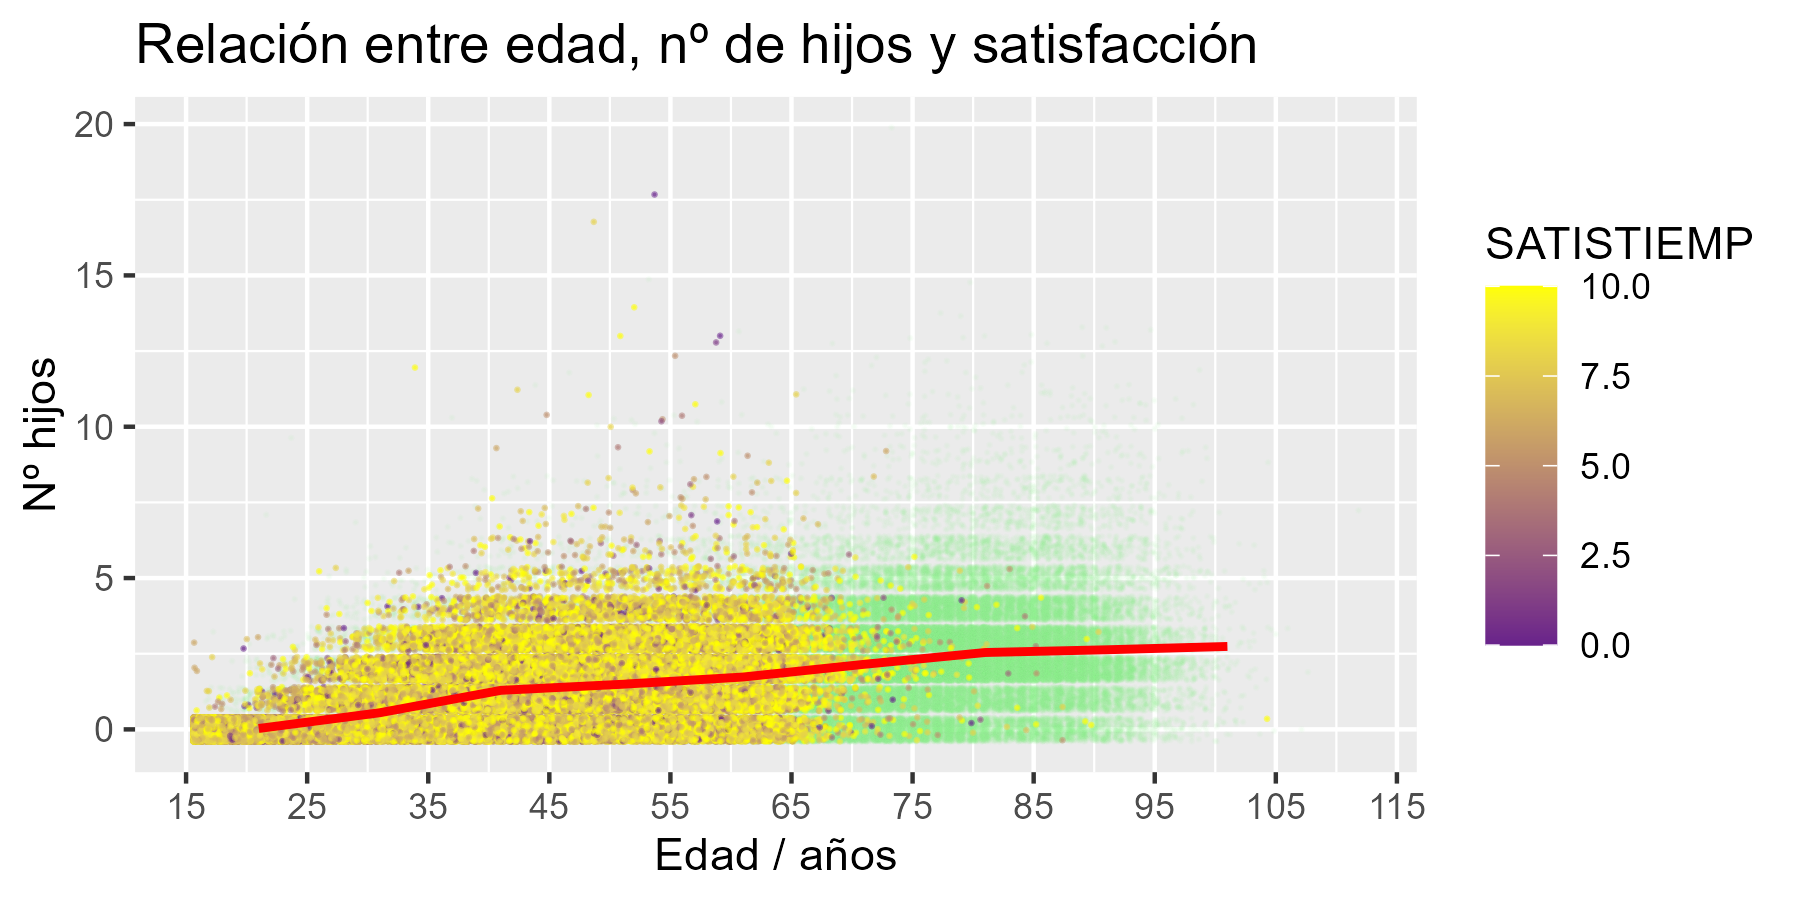 Relación entre edad, nº de hijos y satisfacción
20
15
10
5
0
Nº hijos
15 25 35 45 55 65 75 85 95 105 115
Edad / años
SATISTIEMP
10.0
7.5
5.0
2.5
0.0